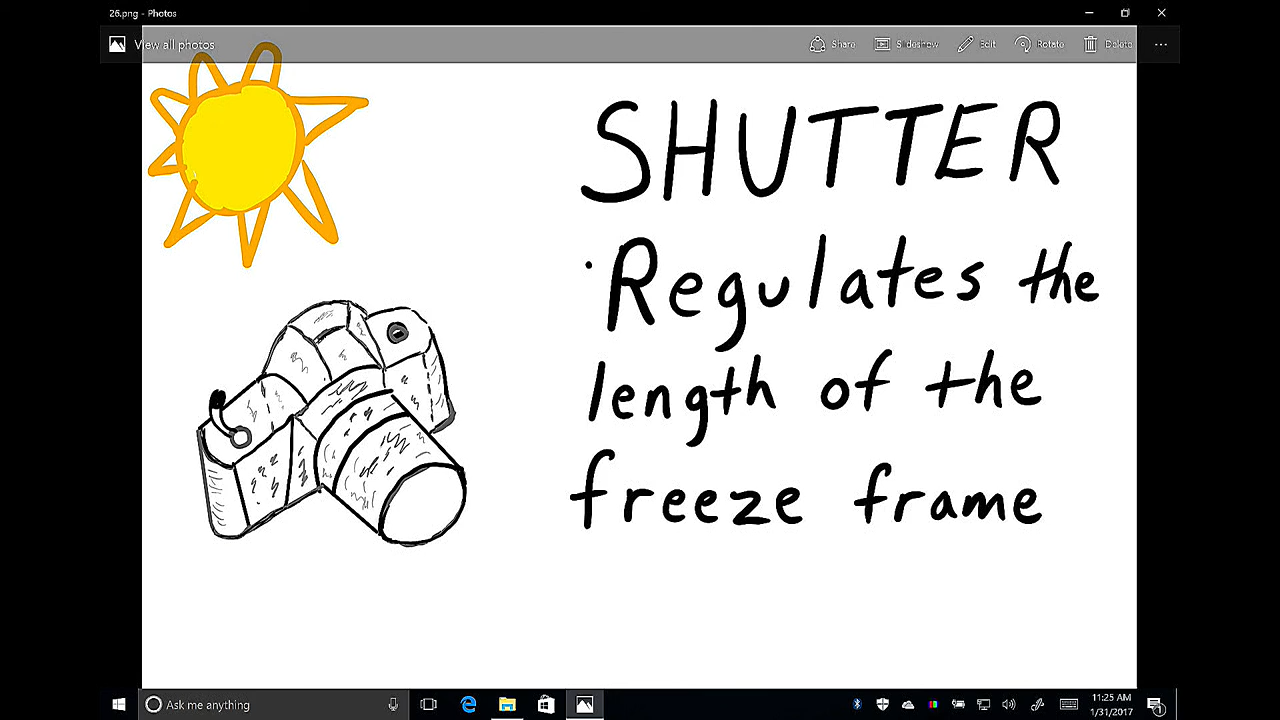 26.png - Photos
View all photos
Share Slideshow Edit Rotate Delete
SHUTTER
· Regulates the
length of the
freeze frame
Ask me anything
11:25 AM
1/31/2017
1